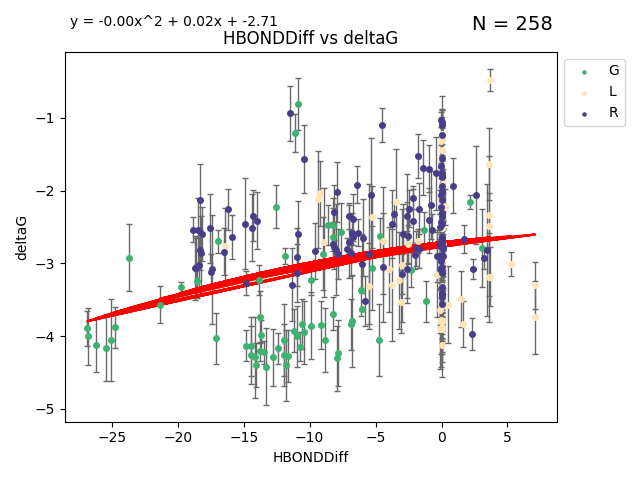 y = -0.00x^2 + 0.02x + -2.71
N = 258
HBONDDiff vs deltaG
G
L
R
deltaG
−1
−2
−3
−4
−5
−25
−20
−15
−10
−5
0
5
HBONDDiff